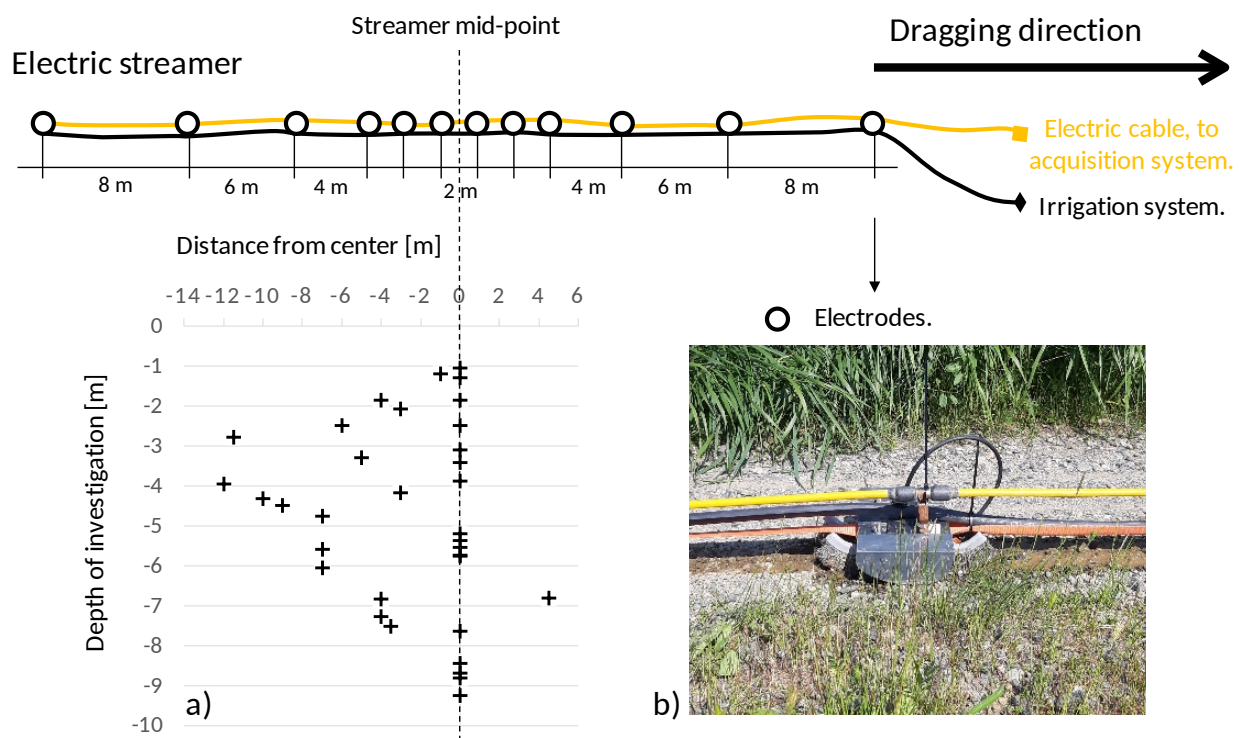 Streamer mid-point
Dragging direction
Electric streamer
Electric cable, to
acquisition system.
8 m
6 m
4 m
2 m
4 m
6 m
8 m
Irrigation system.
Distance from center [m]
-14 -12 -10 -8 -6 -4 -2 0 2 4 6
Electrodes.
0
-1
-2
-3
-4
-5
-6
-7
-8
-9
-10
Depth of investigation [m]
a)
b)